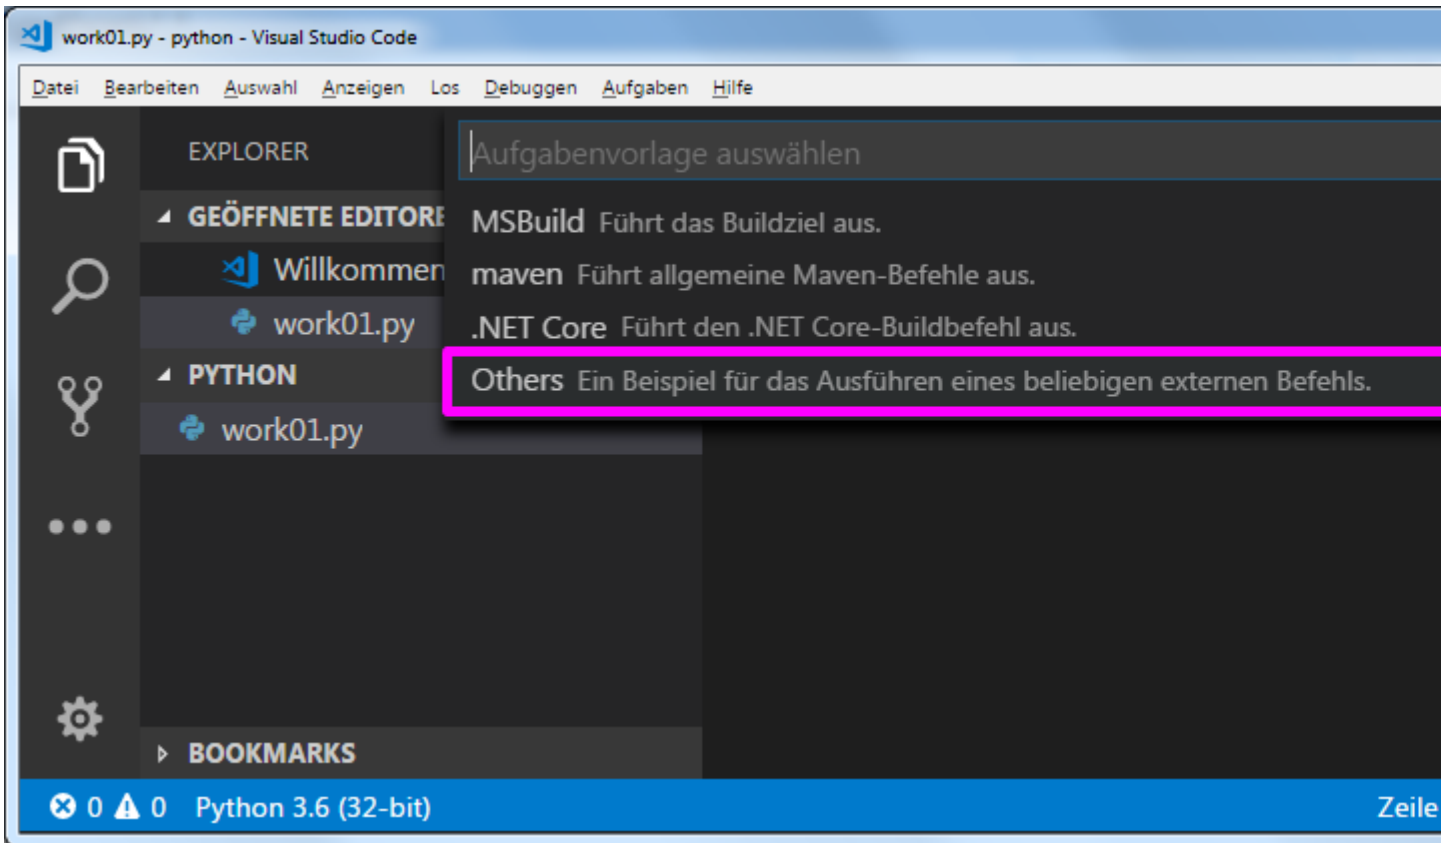 work01.py - python - Visual Studio Code
Datei Bearbeiten Auswahl Anzeigen Los Debuggen Aufgaben Hilfe
EXPLORER
GEÖFFNETE EDITORE
Willkommen
work01.py
PYTHON
work01.py
BOOKMARKS
Aufgabenvorlage auswählen
MSBuild Führt das Buildziel aus.
maven Führt allgemeine Maven-Befehle aus.
.NET Core Führt den .NET Core-Buildbefehl aus.
Others Ein Beispiel für das Ausführen eines beliebigen externen Befehls.
0 0 Python 3.6 (32-bit) Zeile